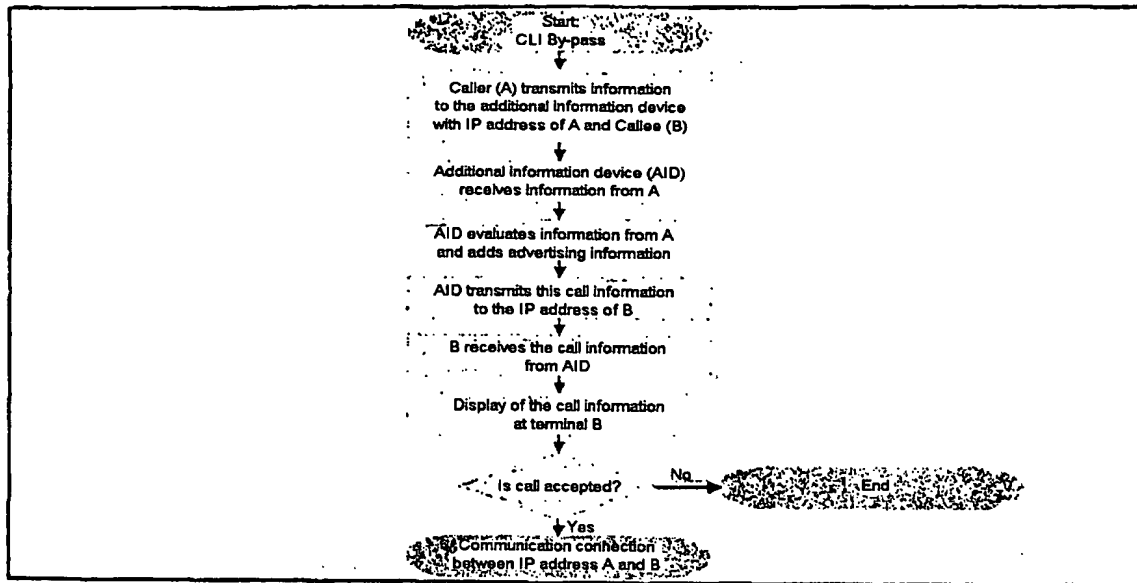 Start:
CLI By-pass
Caller (A) transmits information
to the additional information device
with IP address of A and Callee (B)
Additional information device (AID)
receives information from A
AID evaluates information from A
and adds advertising information
AID transmits this call information
to the IP address of B
B receives the call information
from AID
Display of the call information
at terminal B
Is call accepted?
No
End
Yes
Communication connection
between IP address A and B